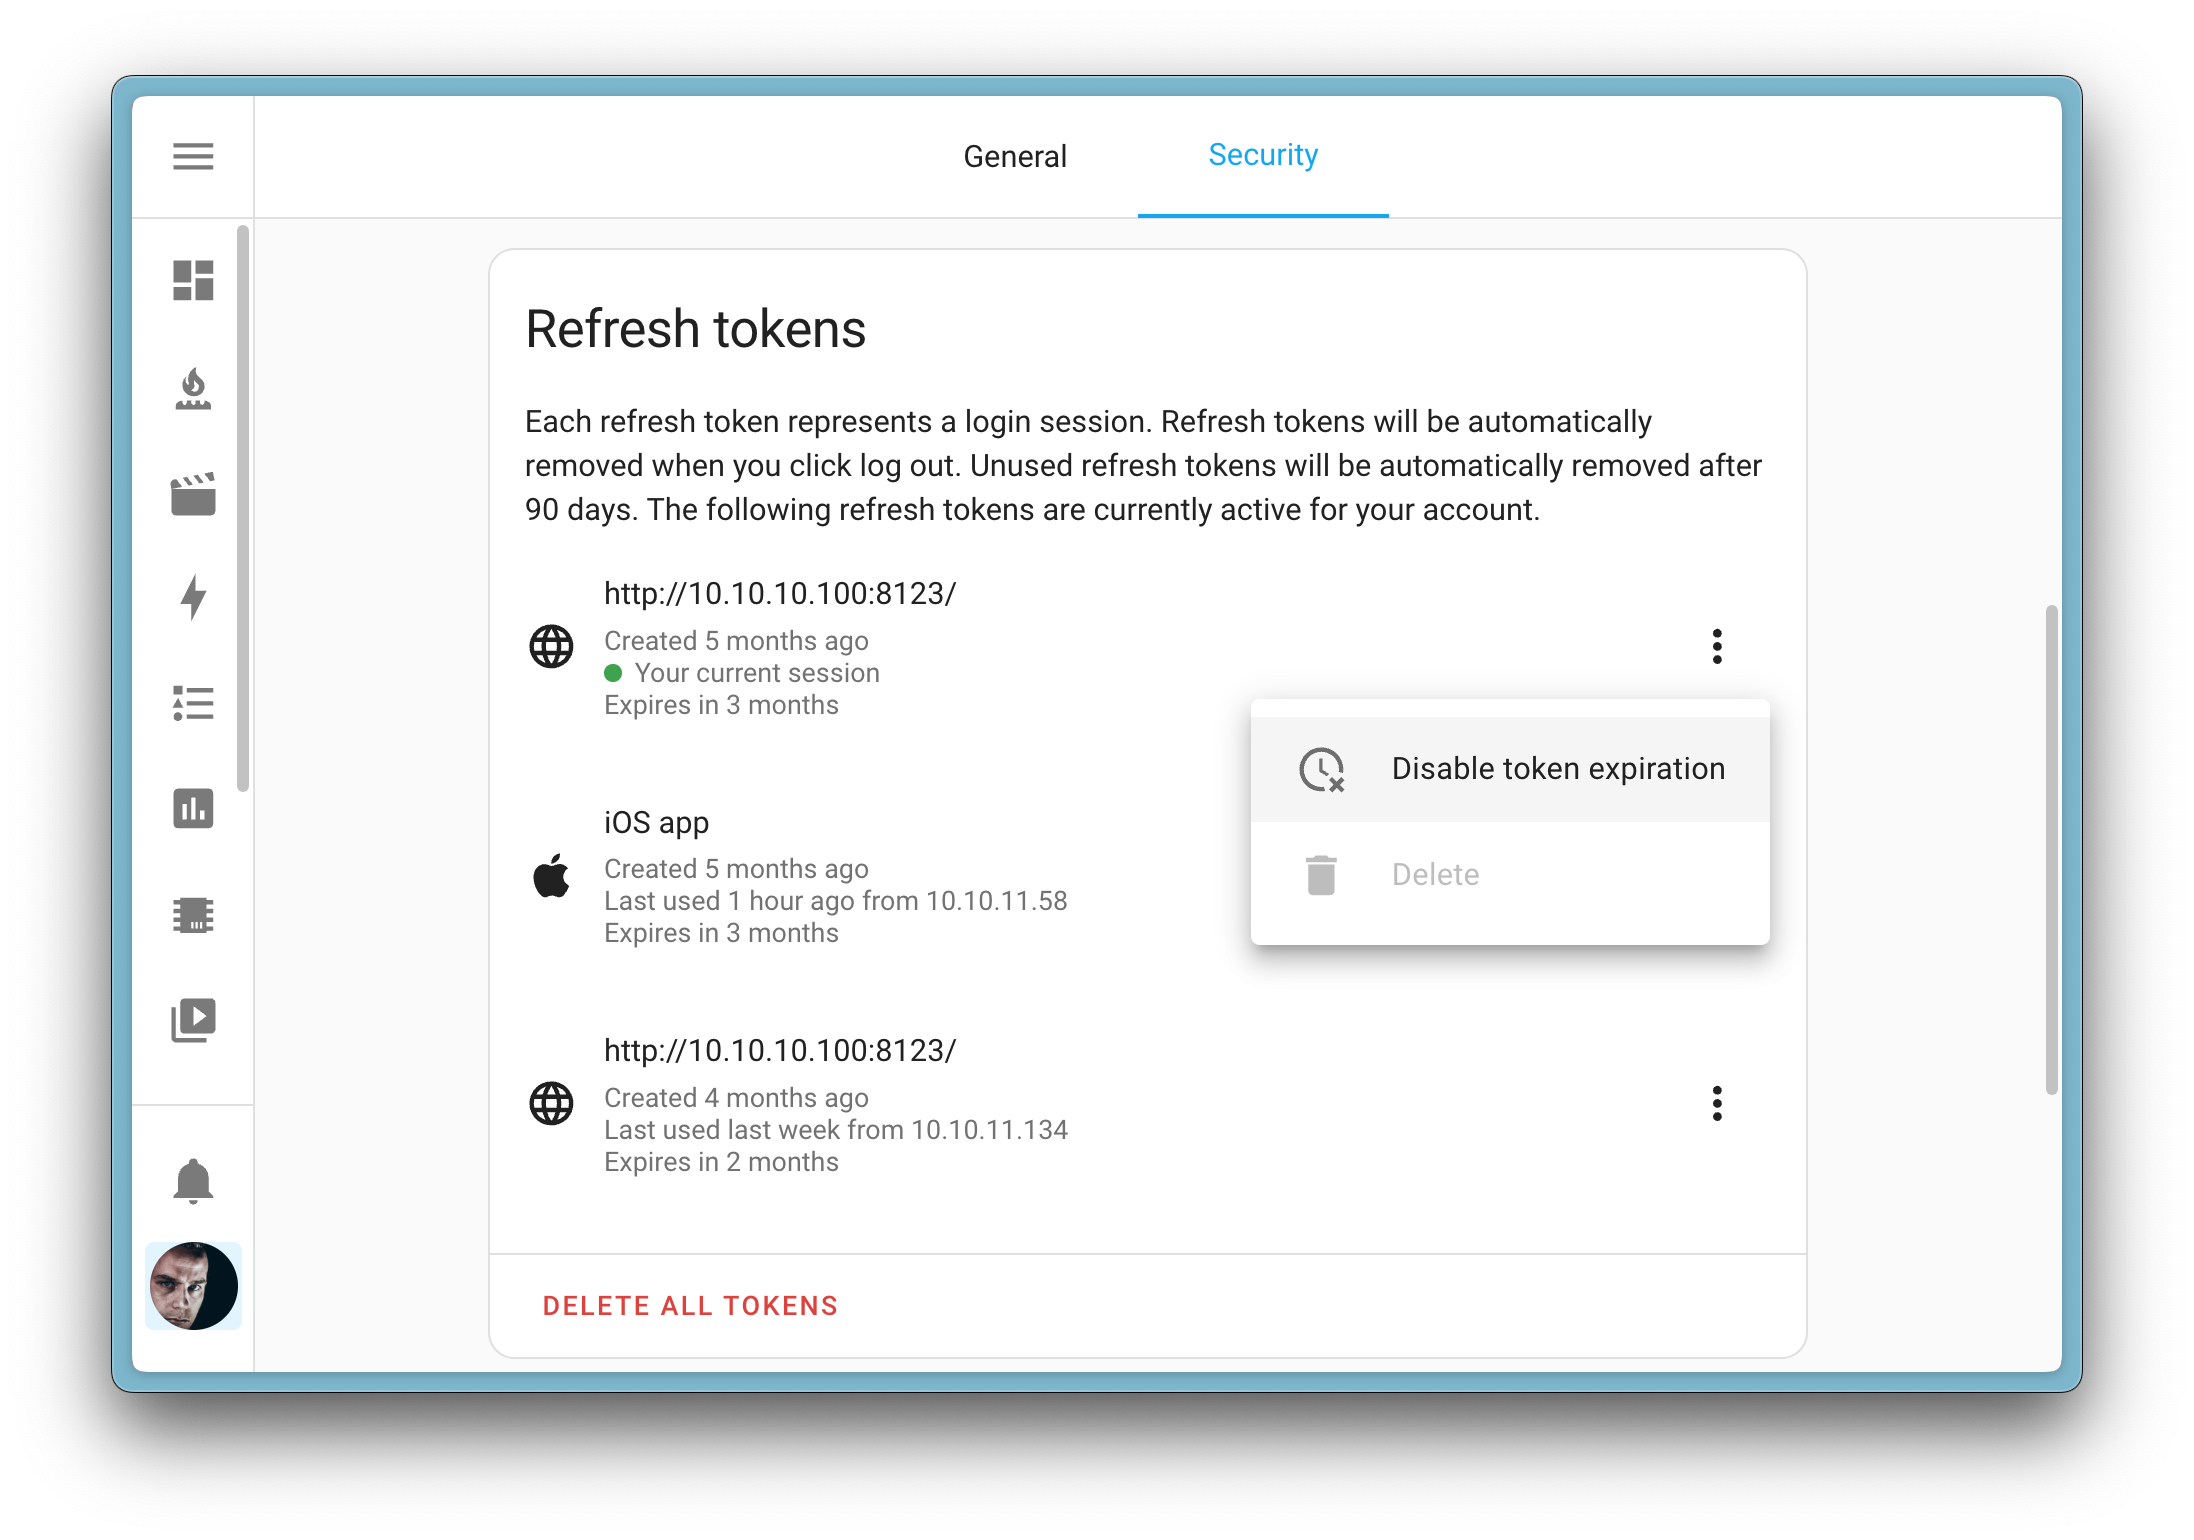 General
Security
Refresh tokens
Each refresh token represents a login session. Refresh tokens will be automatically
removed when you click log out. Unused refresh tokens will be automatically removed after
90 days. The following refresh tokens are currently active for your account.
http://10.10.10.100:8123/
Created 5 months ago
Your current session
Expires in 3 months
Disable token expiration
Delete
iOS app
Created 5 months ago
Last used 1 hour ago from 10.10.11.58
Expires in 3 months
http://10.10.10.100:8123/
Created 4 months ago
Last used last week from 10.10.11.134
Expires in 2 months
DELETE ALL TOKENS